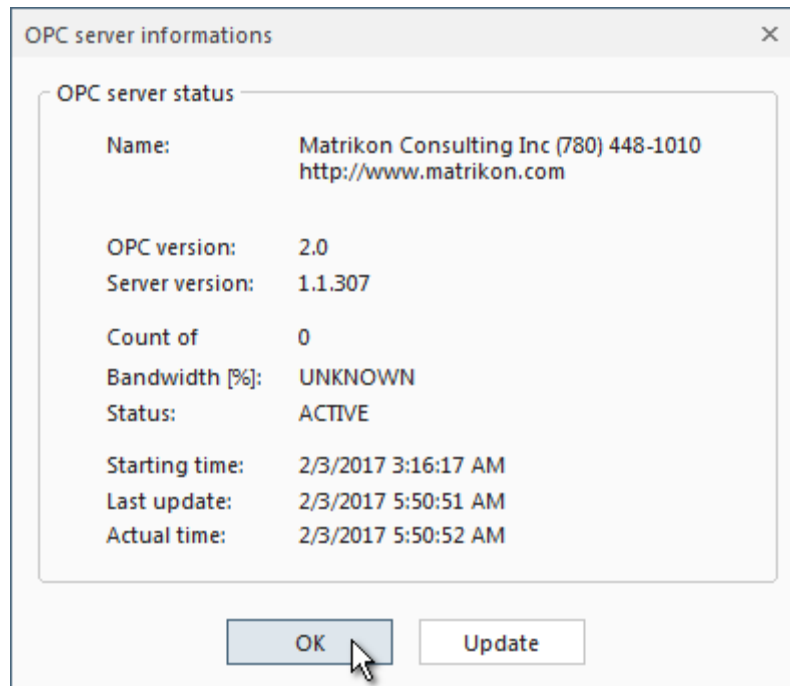 OPC server informations
OPC server status
Name: Matrikon Consulting Inc (780) 448-1010
http://www.matrikon.com
OPC version: 2.0
Server version: 1.1.307
Count of 0
Bandwidth [%]: UNKNOWN
Status: ACTIVE
Starting time: 2/3/2017 3:16:17 AM
Last update: 2/3/2017 5:50:51 AM
Actual time: 2/3/2017 5:50:52 AM
OK Update